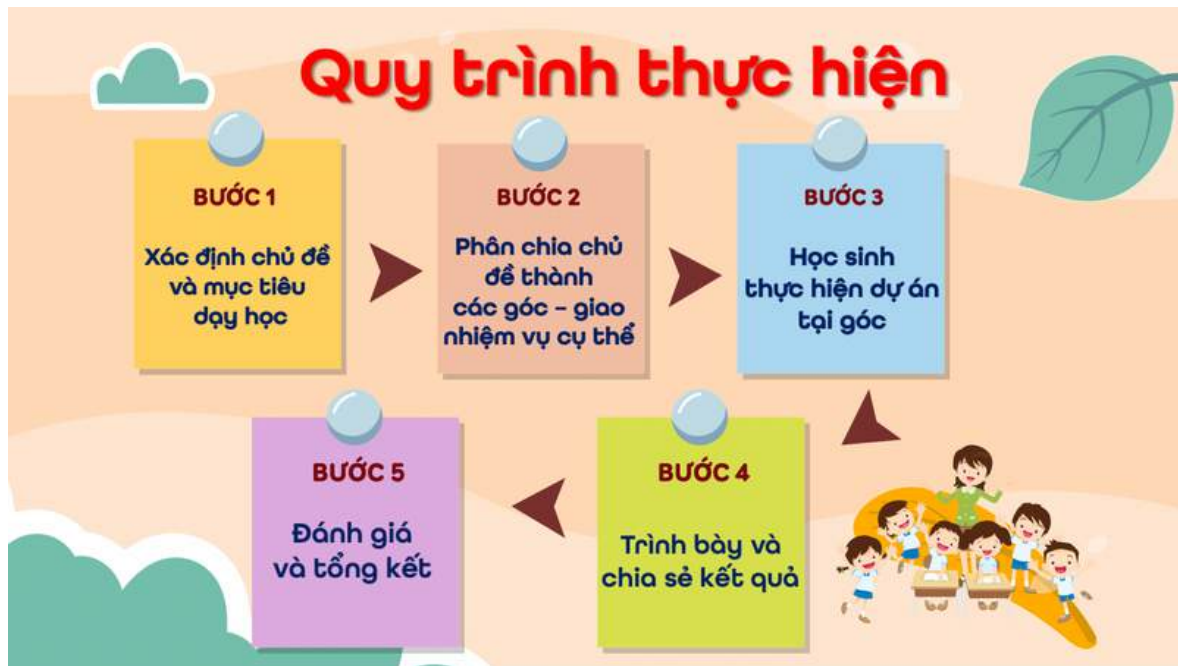 Quy trình thực hiện
BƯỚC 1
Xác định chủ đề
và mục tiêu
dạy học
BƯỚC 2
Phân chia chủ
đề thành
các góc – giao
nhiệm vụ cụ thể
BƯỚC 3
Học sinh
thực hiện dự án
tại góc
BƯỚC 4
Trình bày và
chia sẻ kết quả
BƯỚC 5
Đánh giá
và tổng kết